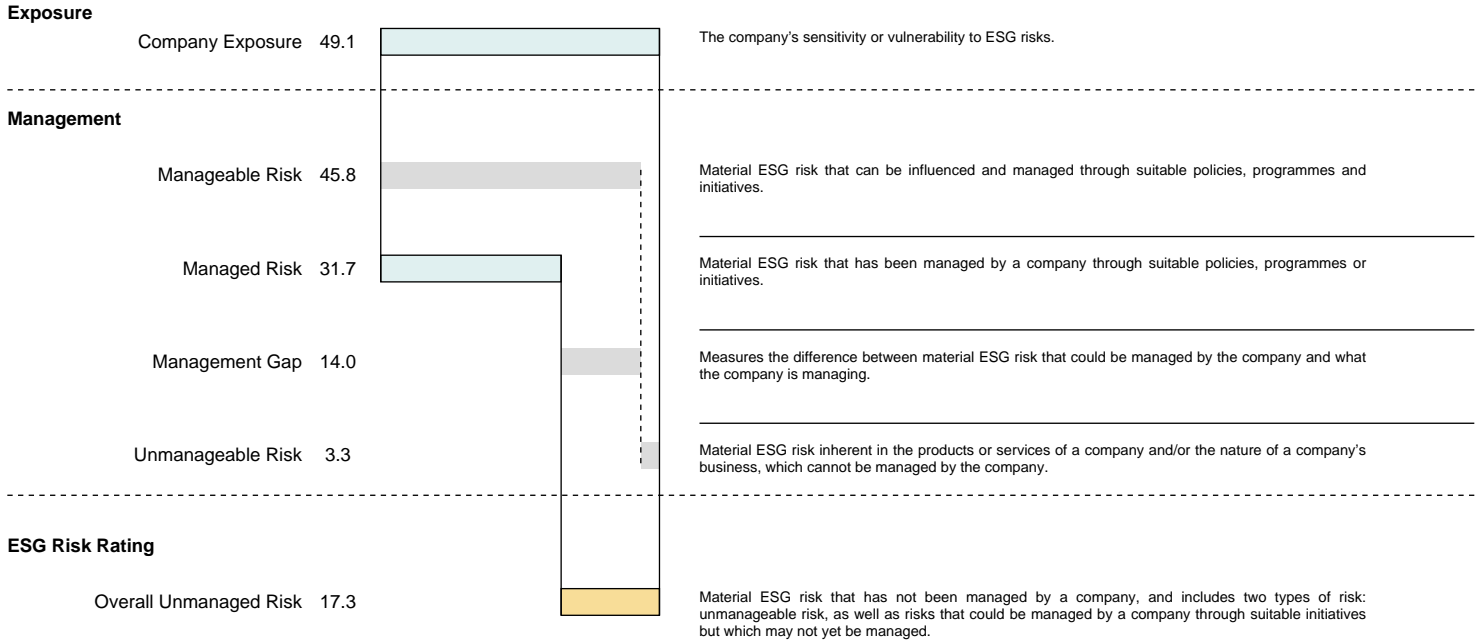 Exposure
Company Exposure 49.1
The company’s sensitivity or vulnerability to ESG risks.
Management
Manageable Risk 45.8
Material ESG risk that can be influenced and managed through suitable policies, programmes and
initiatives.
Managed Risk 31.7
Material ESG risk that has been managed by a company through suitable policies, programmes or
initiatives.
Management Gap 14.0
Measures the difference between material ESG risk that could be managed by the company and what
the company is managing.
Unmanageable Risk 3.3
Material ESG risk inherent in the products or services of a company and/or the nature of a company’s
business, which cannot be managed by the company.
ESG Risk Rating
Overall Unmanaged Risk 17.3
Material ESG risk that has not been managed by a company, and includes two types of risk:
unmanageable risk, as well as risks that could be managed by a company through suitable initiatives
but which may not yet be managed.